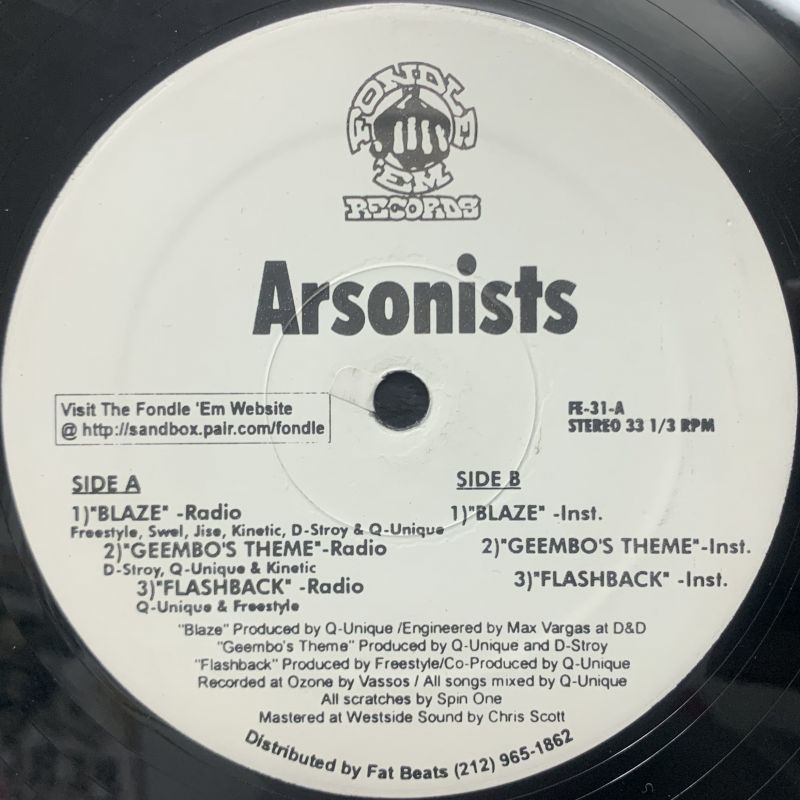 FONDLE
'EM
RECORDS
Arsonists
Visit The Fondle 'Em Website
@ http://sandbox.pair.com/fondle
FE-31-A
STEREO 33 1/3 RPM
SIDE A
1)"BLAZE" -Radio
Freestyle, Swel, Jise, Kinetic, D-Stroy & Q-Unique
2)"GEEMBO'S THEME"-Radio
D-Stroy, Q-Unique & Kinetic
3)"FLASHBACK" -Radio
Q-Unique & Freestyle
SIDE B
1)"BLAZE" -Inst.
2)"GEEMBO'S THEME"-Inst.
3)"FLASHBACK" -Inst.
"Blaze" Produced by Q-Unique /Engineered by Max Vargas at D&D
"Geembo's Theme" Produced by Q-Unique and D-Stroy
"Flashback" Produced by Freestyle/Co-Produced by Q-Unique
Recorded at Ozone by Vassos / All songs mixed by Q-Unique
All scratches by Spin One
Mastered at Westside Sound by Chris Scott
Distributed by Fat Beats (212) 965-1862